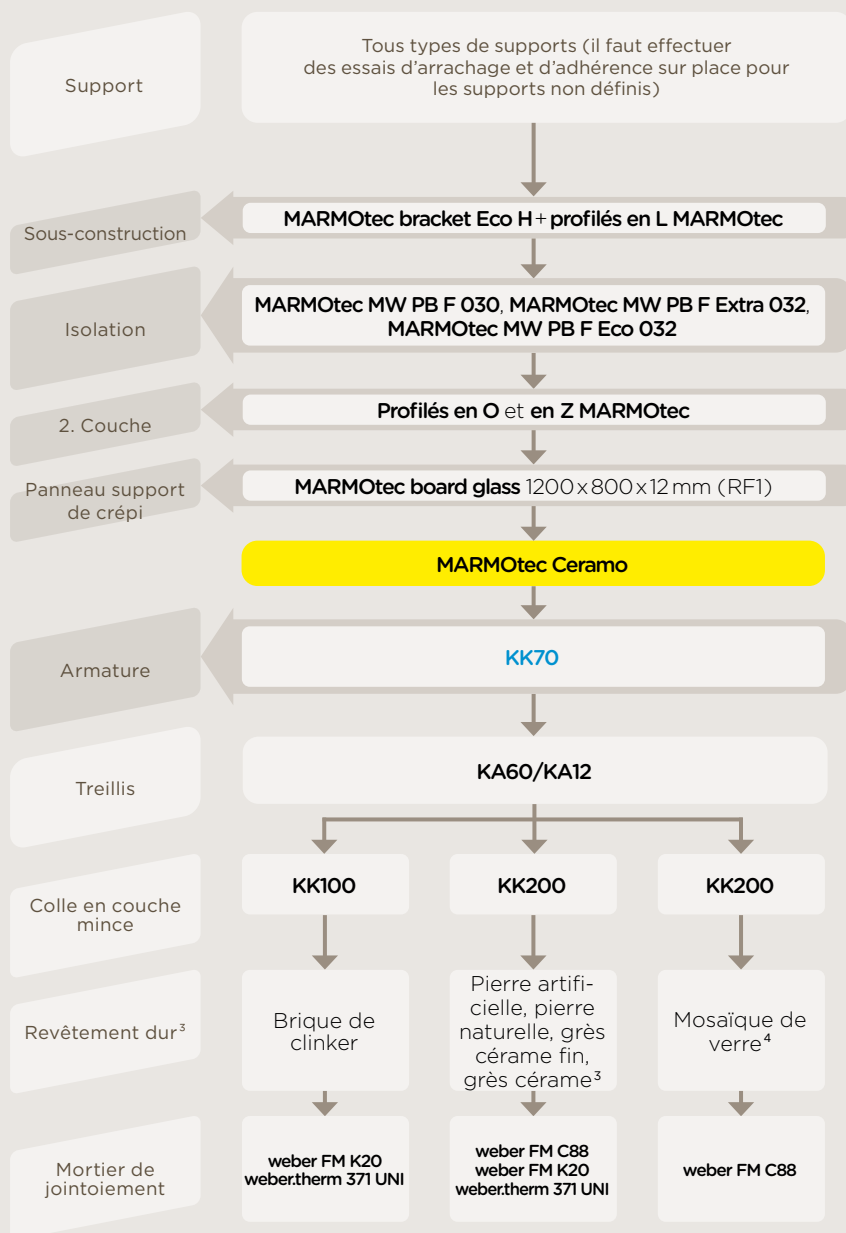 Support
Tous types de supports (il faut effectuer
des essais d'arrachage et d'adhérence sur place pour
les supports non définis)
Sous-construction
MARMOtec bracket Eco H + profilés en L MARMOtec
Isolation
MARMOtec MW PB F 030, MARMOtec MW PB F Extra 032,
MARMOtec MW PB F Eco 032
2. Couche
Profilés en O et en Z MARMOtec
Panneau support
de crépi
MARMOtec board glass 1200 x 800 x 12 mm (RF1)
MARMOtec Ceramo
Armature
KK70
Treillis
KA60/KA12
Colle en couche
mince
KK100
KK200
KK200
Revêtement dur³
Brique de
clinker
Pierre artifi-
cielle, pierre
naturelle, grès
cérame fin,
grès cérame³
Mosaïque de
verre⁴
Mortier de
jointoiement
weber FM K20
weber.therm 371 UNI
weber FM C88
weber FM K20
weber.therm 371 UNI
weber FM C88